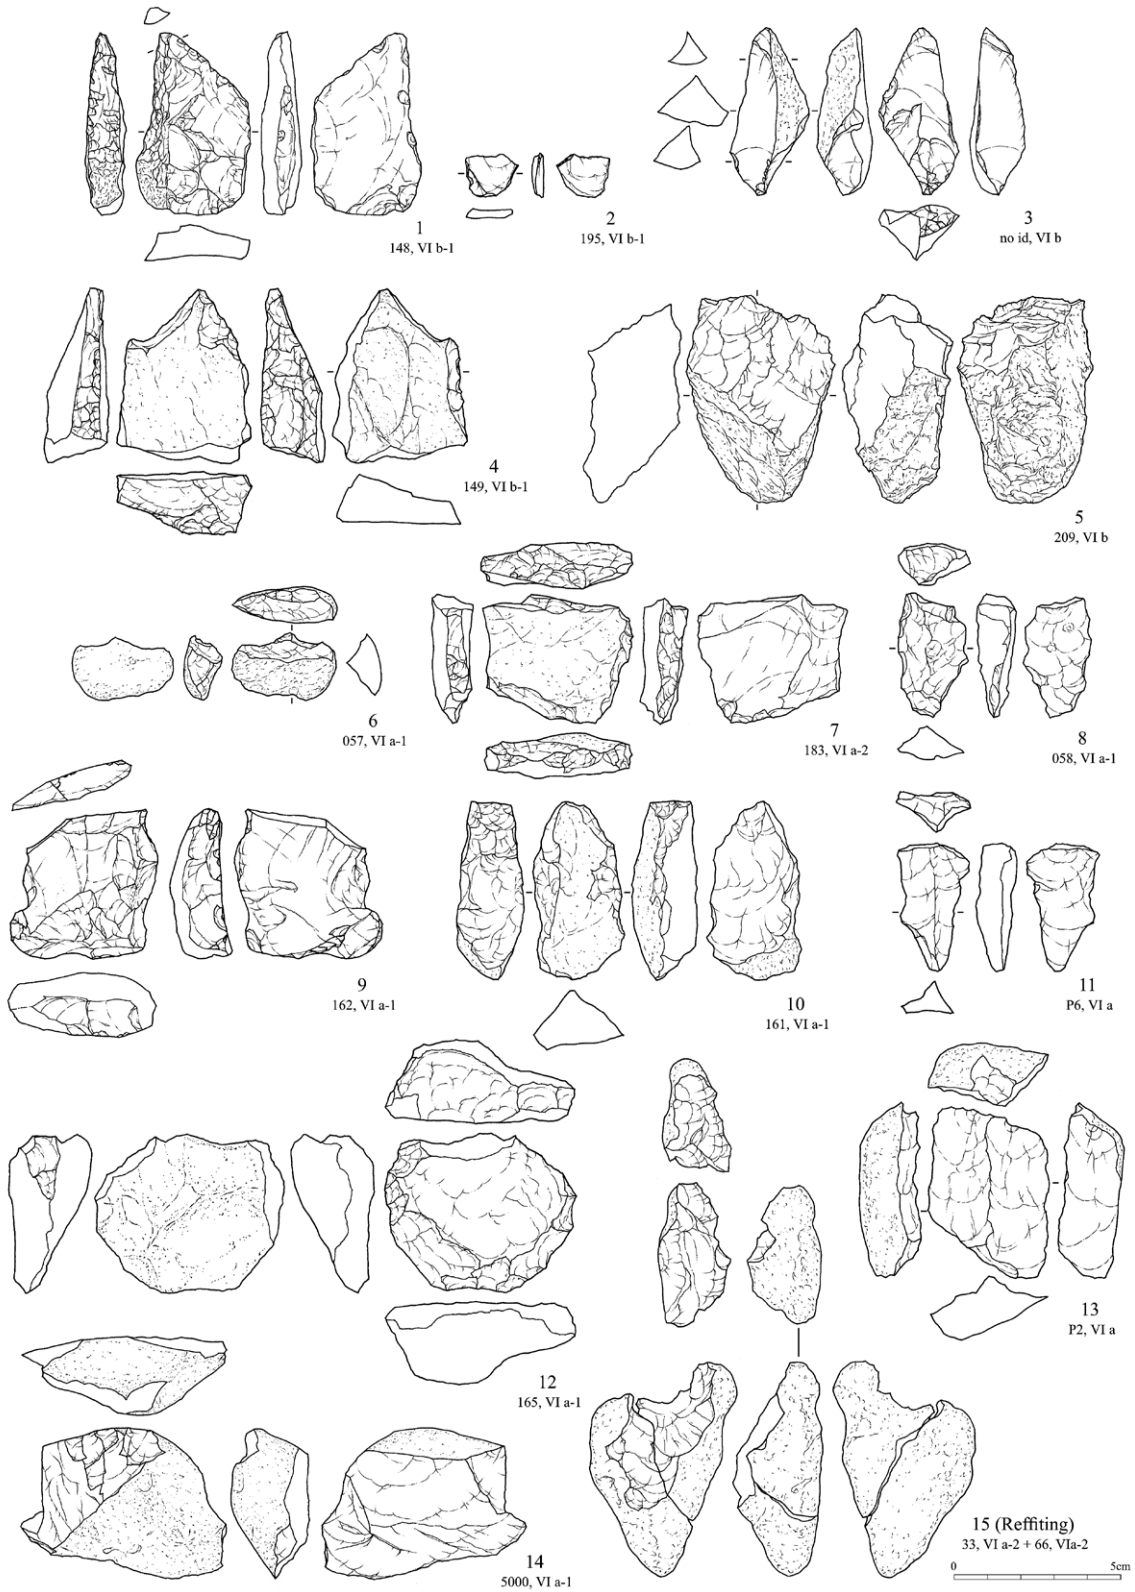 1
148, VI b-1
2
195, VI b-1
3
no id, VI b
4
149, VI b-1
5
209, VI b
6
057, VI a-1
7
183, VI a-2
8
058, VI a-1
9
162, VI a-1
10
161, VI a-1
11
P6, VI a
12
165, VI a-1
13
P2, VI a
14
5000, VI a-1
15 (Reffiting)
33, VI a-2 + 66, VIa-2
0 5cm